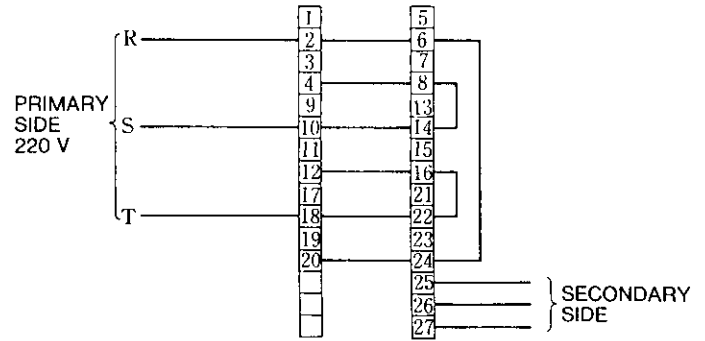 1 5
R 2 6
3 7
4 8
PRIMARY
SIDE
220 V
9 13
S 10 14
11 15
12 16
17 21
T 18 22
19 23
20 24
25
26
27
SECONDARY
SIDE